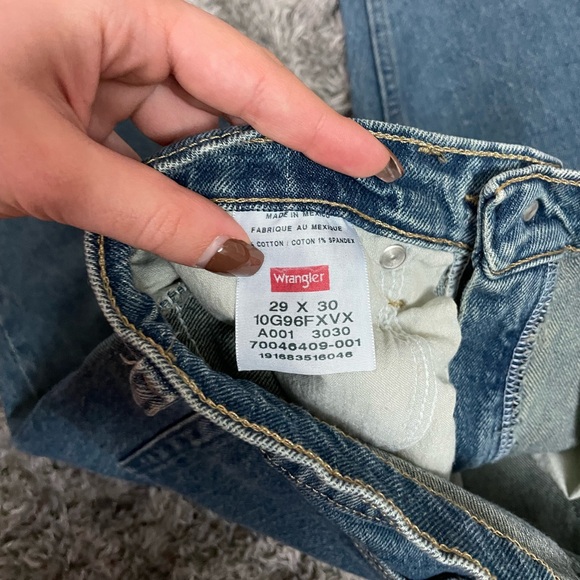 MADE IN MEXICO
FABRIQUE AU MEXIQUE
COTTON : COTON 1% SPANDEX
Wrangler
29 X 30
10G96FXVX
A001 3030
70046409-001
191683516046